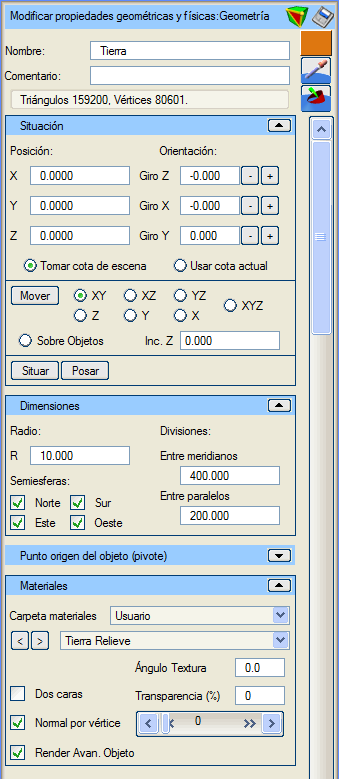 Modificar propiedades geométricas y físicas:Geometría
Nombre: Tierra
Comentario:
Triángulos 159200, Vértices 80601.
Situación
Posición: Orientación:
X 0.0000 Giro Z -0.000 - +
Y 0.0000 Giro X -0.000 - +
Z 0.0000 Giro Y 0.000 - +
Tomar cota de escena Usar cota actual
Mover XY XZ YZ XYZ
Z Y X
Sobre Objetos Inc. Z 0.000
Situar Posar
Dimensiones
Radio: Divisiones:
R 10.000 Entre meridianos
400.000
Semiesferas: Entre paralelos
Norte Sur 200.000
Este Oeste
Punto origen del objeto (pivote)
Materiales
Carpeta materiales Usuario
< > Tierra Relieve
Ángulo Textura 0.0
Dos caras Transparencia (%) 0
Normal por vértice 0
Render Avan. Objeto